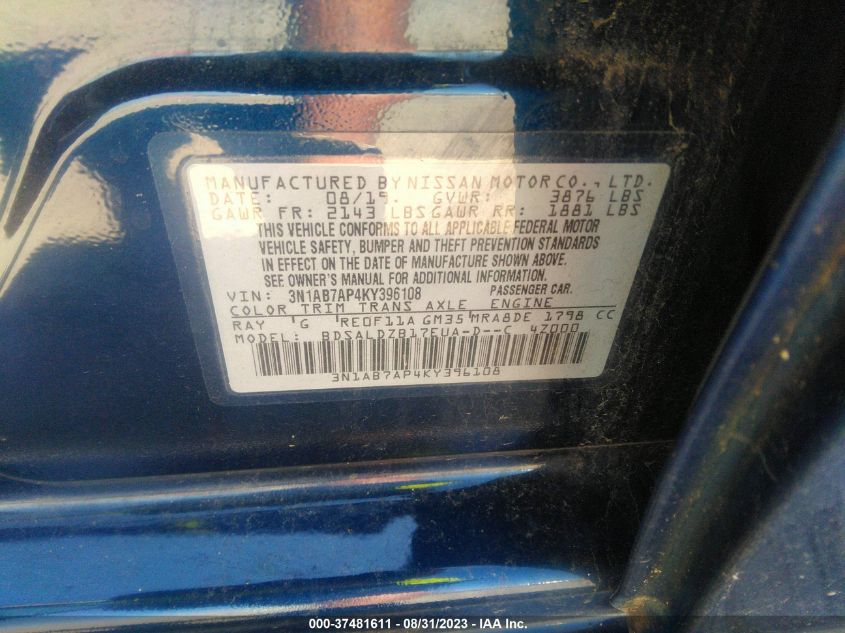 MANUFACTURED BY NISSAN MOTOR CO., LTD.
DATE: 08/19. GVWR: 3876 LBS
GAWR FR: 2143 LBS GAWR RR: 1881 LBS
THIS VEHICLE CONFORMS TO ALL APPLICABLE FEDERAL MOTOR
VEHICLE SAFETY, BUMPER AND THEFT PREVENTION STANDARDS
IN EFFECT ON THE DATE OF MANUFACTURE SHOWN ABOVE.
SEE OWNER'S MANUAL FOR ADDITIONAL INFORMATION.
VIN: 3N1AB7AP4KY396108 PASSENGER CAR.
COLOR TRIM TRANS AXLE ENGINE
RAY G RE0F11A GM35 MRA8DE 1798 CC
MODEL: BDSALDZB17EUA-D--C 4Z000
3N1AB7AP4KY396108
000-37481611 - 08/31/2023 - IAA Inc.